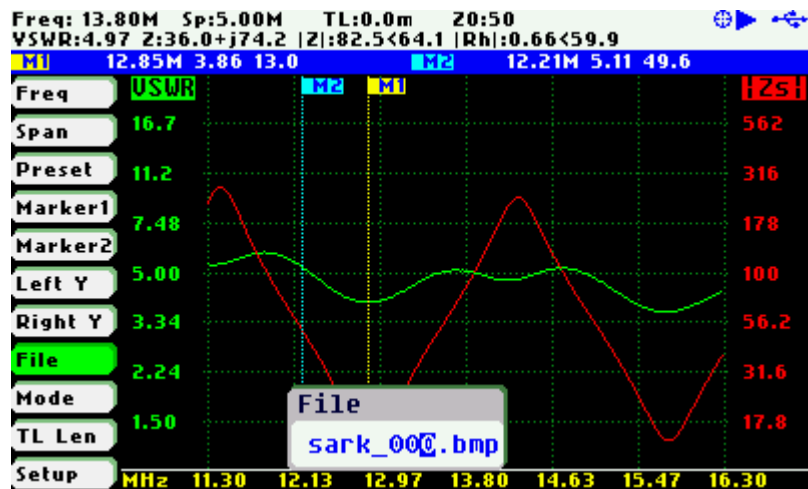 Freq: 13.80M Sp:5.00M TL:0.0m 20:50
VSWR:4.97 Z:36.0+j74.2 |Z|:82.5<64.1 |Rh|:0.66<59.9
M1 12.85M 3.86 13.0 M2 12.21M 5.11 49.6
Freq VSWR M2 M1 |Zs|
Span 16.7 562
Preset 11.2 316
Marker1 7.48 178
Marker2
Left Y 5.00 100
Right Y 3.34 56.2
File 2.24 31.6
Mode File
TL Len 1.50 17.8
sark_000.bmp
Setup MHz 11.30 12.13 12.97 13.80 14.63 15.47 16.30